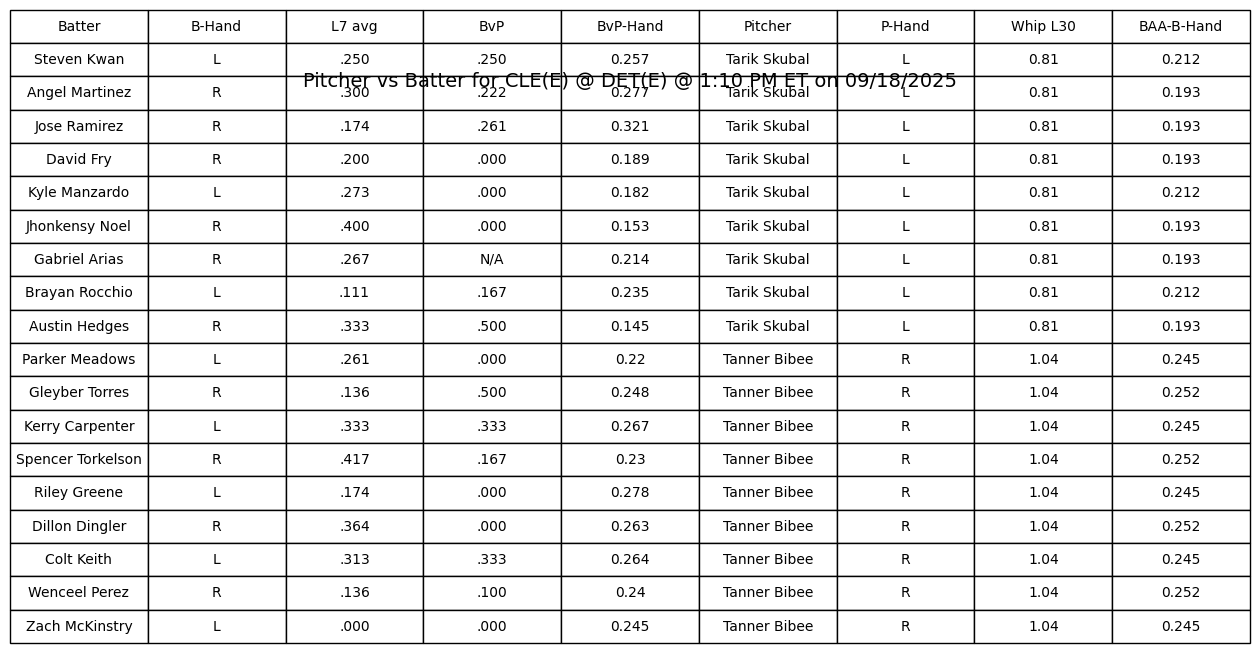 Batter B-Hand L7 avg BvP BvP-Hand Pitcher P-Hand Whip L30 BAA-B-Hand
Steven Kwan L .250 .250 0.257 Tarik Skubal L 0.81 0.212
Pitcher vs Batter for CLE(E) @ DET(E) @ 1:10 PM ET on 09/18/2025
Angel Martinez R .300 .222 0.277 Tarik Skubal L 0.81 0.193
Jose Ramirez R .174 .261 0.321 Tarik Skubal L 0.81 0.193
David Fry R .200 .000 0.189 Tarik Skubal L 0.81 0.193
Kyle Manzardo L .273 .000 0.182 Tarik Skubal L 0.81 0.212
Jhonkensy Noel R .400 .000 0.153 Tarik Skubal L 0.81 0.193
Gabriel Arias R .267 N/A 0.214 Tarik Skubal L 0.81 0.193
Brayan Rocchio L .111 .167 0.235 Tarik Skubal L 0.81 0.212
Austin Hedges R .333 .500 0.145 Tarik Skubal L 0.81 0.193
Parker Meadows L .261 .000 0.22 Tanner Bibee R 1.04 0.245
Gleyber Torres R .136 .500 0.248 Tanner Bibee R 1.04 0.252
Kerry Carpenter L .333 .333 0.267 Tanner Bibee R 1.04 0.245
Spencer Torkelson R .417 .167 0.23 Tanner Bibee R 1.04 0.252
Riley Greene L .174 .000 0.278 Tanner Bibee R 1.04 0.245
Dillon Dingler R .364 .000 0.263 Tanner Bibee R 1.04 0.252
Colt Keith L .313 .333 0.264 Tanner Bibee R 1.04 0.245
Wenceel Perez R .136 .100 0.24 Tanner Bibee R 1.04 0.252
Zach McKinstry L .000 .000 0.245 Tanner Bibee R 1.04 0.245